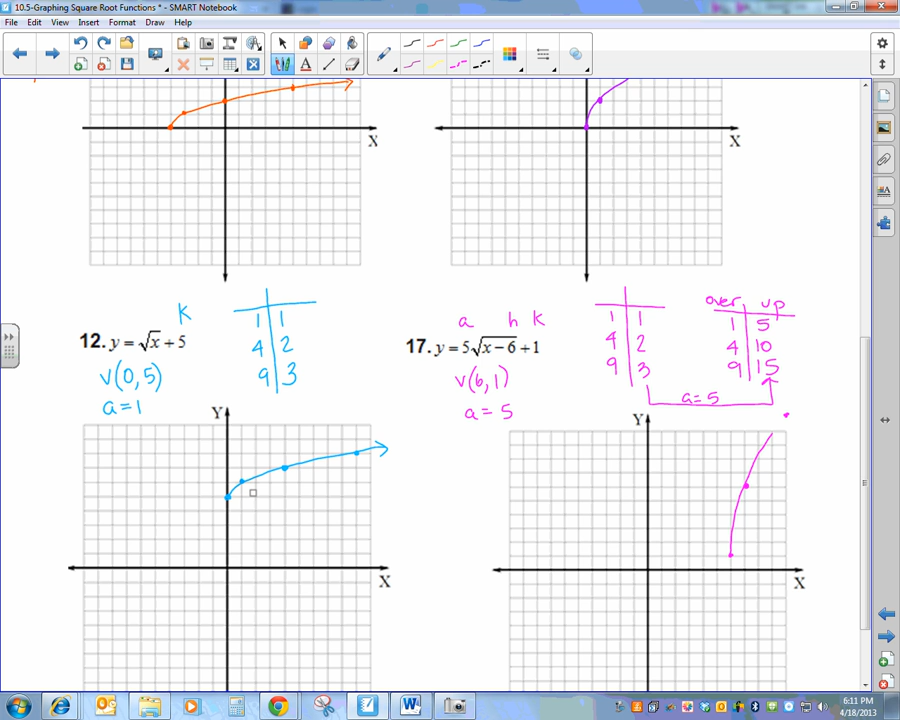 10.5-Graphing Square Root Functions * - SMART Notebook
File Edit View Insert Format Draw Help
X
X
K
1 1
4 2
9 3
12. y = √x + 5
v(0, 5)
a = 1
a h K
17. y = 5√x − 6 + 1
v(6, 1)
a = 5
1 1
4 2
9 3
over up
1 5
4 10
9 15
a = 5
Y
X
Y
X
6:11 PM
4/18/2013